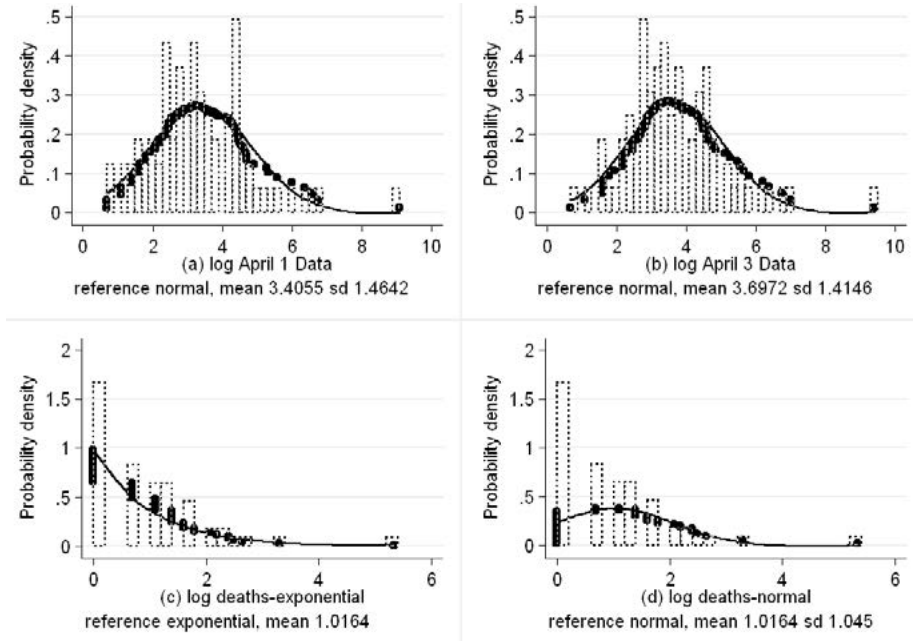 .5
.4
.3
.2
.1
0
Probability density
0 2 4 6 8 10
(a) log April 1 Data
reference normal, mean 3.4055 sd 1.4642
.5
.4
.3
.2
.1
0
Probability density
0 2 4 6 8 10
(b) log April 3 Data
reference normal, mean 3.6972 sd 1.4146
2
1.5
1
.5
0
Probability density
0 2 4 6
(c) log deaths-exponential
reference exponential, mean 1.0164
2
1.5
1
.5
0
Probability density
0 2 4 6
(d) log deaths-normal
reference normal, mean 1.0164 sd 1.045